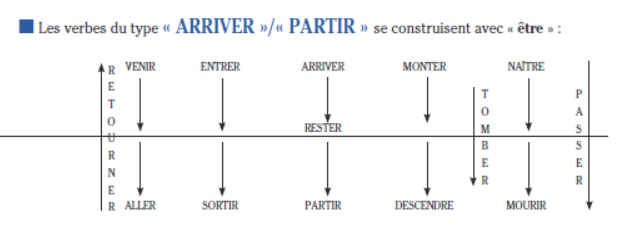 Les verbes du type « ARRIVER »/« PARTIR » se construisent avec « être » :
VENIR ENTRER ARRIVER MONTER NAÎTRE
RETOURNER
TOMBER
PASSER
RESTER
ALLER SORTIR PARTIR DESCENDRE MOURIR